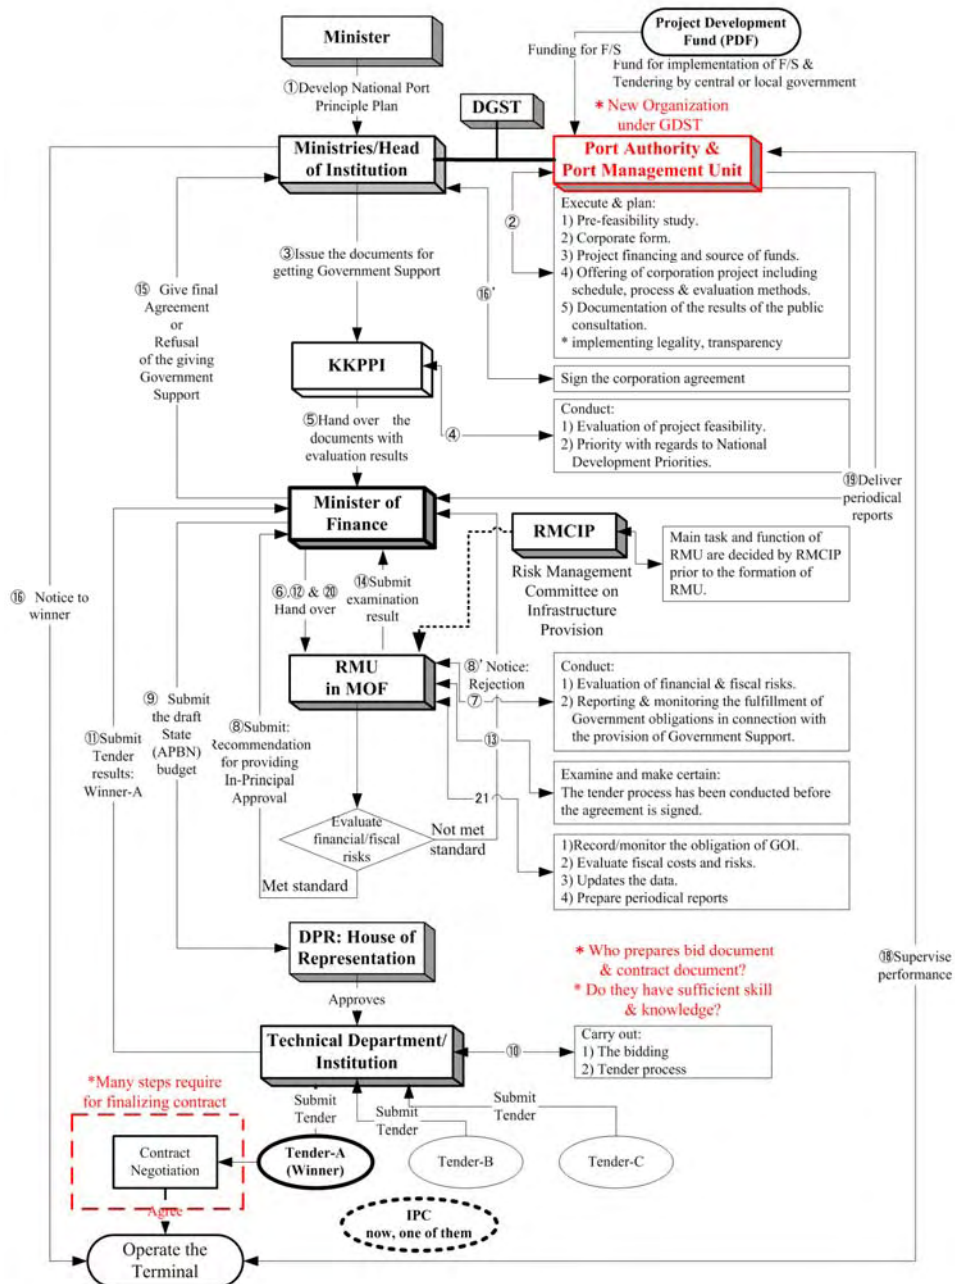 Minister
Project Development
Fund (PDF)
Funding for F/S
Fund for implementation of F/S &
Tendering by central or local government
①Develop National Port
Principle Plan
DGST
* New Organization
under GDST
Ministries/Head
of Institution
Port Authority &
Port Management Unit
②
Execute & plan:
1) Pre-feasibility study.
2) Corporate form.
3) Project financing and source of funds.
4) Offering of corporation project including
schedule, process & evaluation methods.
5) Documentation of the results of the public
consultation.
* implementing legality, transparency
③Issue the documents for
getting Government Support
⑯'
⑮ Give final
Agreement
or
Refusal
of the giving
Government
Support
KKPPI
Sign the corporation agreement
④
Conduct:
1) Evaluation of project feasibility.
2) Priority with regards to National
Development Priorities.
⑤Hand over the
documents with
evaluation results
⑲Deliver
periodical
reports
Minister of
Finance
RMCIP
Risk Management
Committee on
Infrastructure
Provision
Main task and function of
RMU are decided by RMCIP
prior to the formation of
RMU.
⑯ Notice to
winner
⑥.⑫ & ⑳
Hand over
⑭Submit
examination
result
RMU
in MOF
⑧' Notice:
Rejection
⑦
Conduct:
1) Evaluation of financial & fiscal risks.
2) Reporting & monitoring the fulfillment of
Government obligations in connection with
the provision of Government Support.
⑨ Submit
the draft
State
(APBN)
budget
⑧Submit:
Recommendation
for providing
In-Principal
Approval
⑪Submit
Tender
results:
Winner-A
⑬
Examine and make certain:
The tender process has been conducted before
the agreement is signed.
21
Evaluate
financial/fiscal
risks
Not met
standard
Met standard
1)Record/monitor the obligation of GOI.
2) Evaluate fiscal costs and risks.
3) Updates the data.
4) Prepare periodical reports
DPR: House of
Representation
Approves
* Who prepares bid document
& contract document?
* Do they have sufficient skill
& knowledge?
⑱Supervise
performance
Technical Department/
Institution
⑩
Carry out:
1) The bidding
2) Tender process
*Many steps require
for finalizing contract
Submit
Tender
Submit
Tender
Submit
Tender
Contract
Negotiation
Tender-A
(Winner)
Tender-B
Tender-C
Agree
IPC
now, one of them
Operate the
Terminal